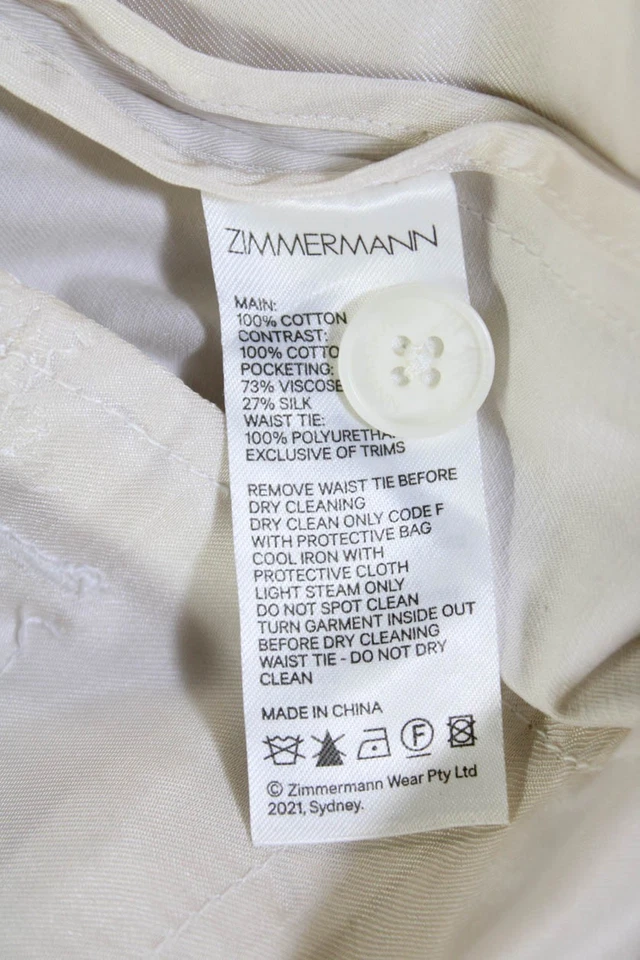 ZIMMERMANN
MAIN:
100% COTTON
CONTRAST:
100%
POCKETING:
73% VISCOSE
27% SILK
WAIST TIE:
100%
EXCLUSIVE OF TRIMS
REMOVE WAIST TIE BEFORE
DRY CLEANING
DRY CLEAN ONLY CODE F
WITH PROTECTIVE BAG
COOL IRON WITH
PROTECTIVE CLOTH
LIGHT STEAM ONLY
DO NOT SPOT CLEAN
TURN GARMENT INSIDE OUT
BEFORE DRY CLEANING
WAIST TIE - DO NOT DRY
CLEAN
MADE IN CHINA
F
© Zimmermann Wear Pty Ltd
2021, Sydney.